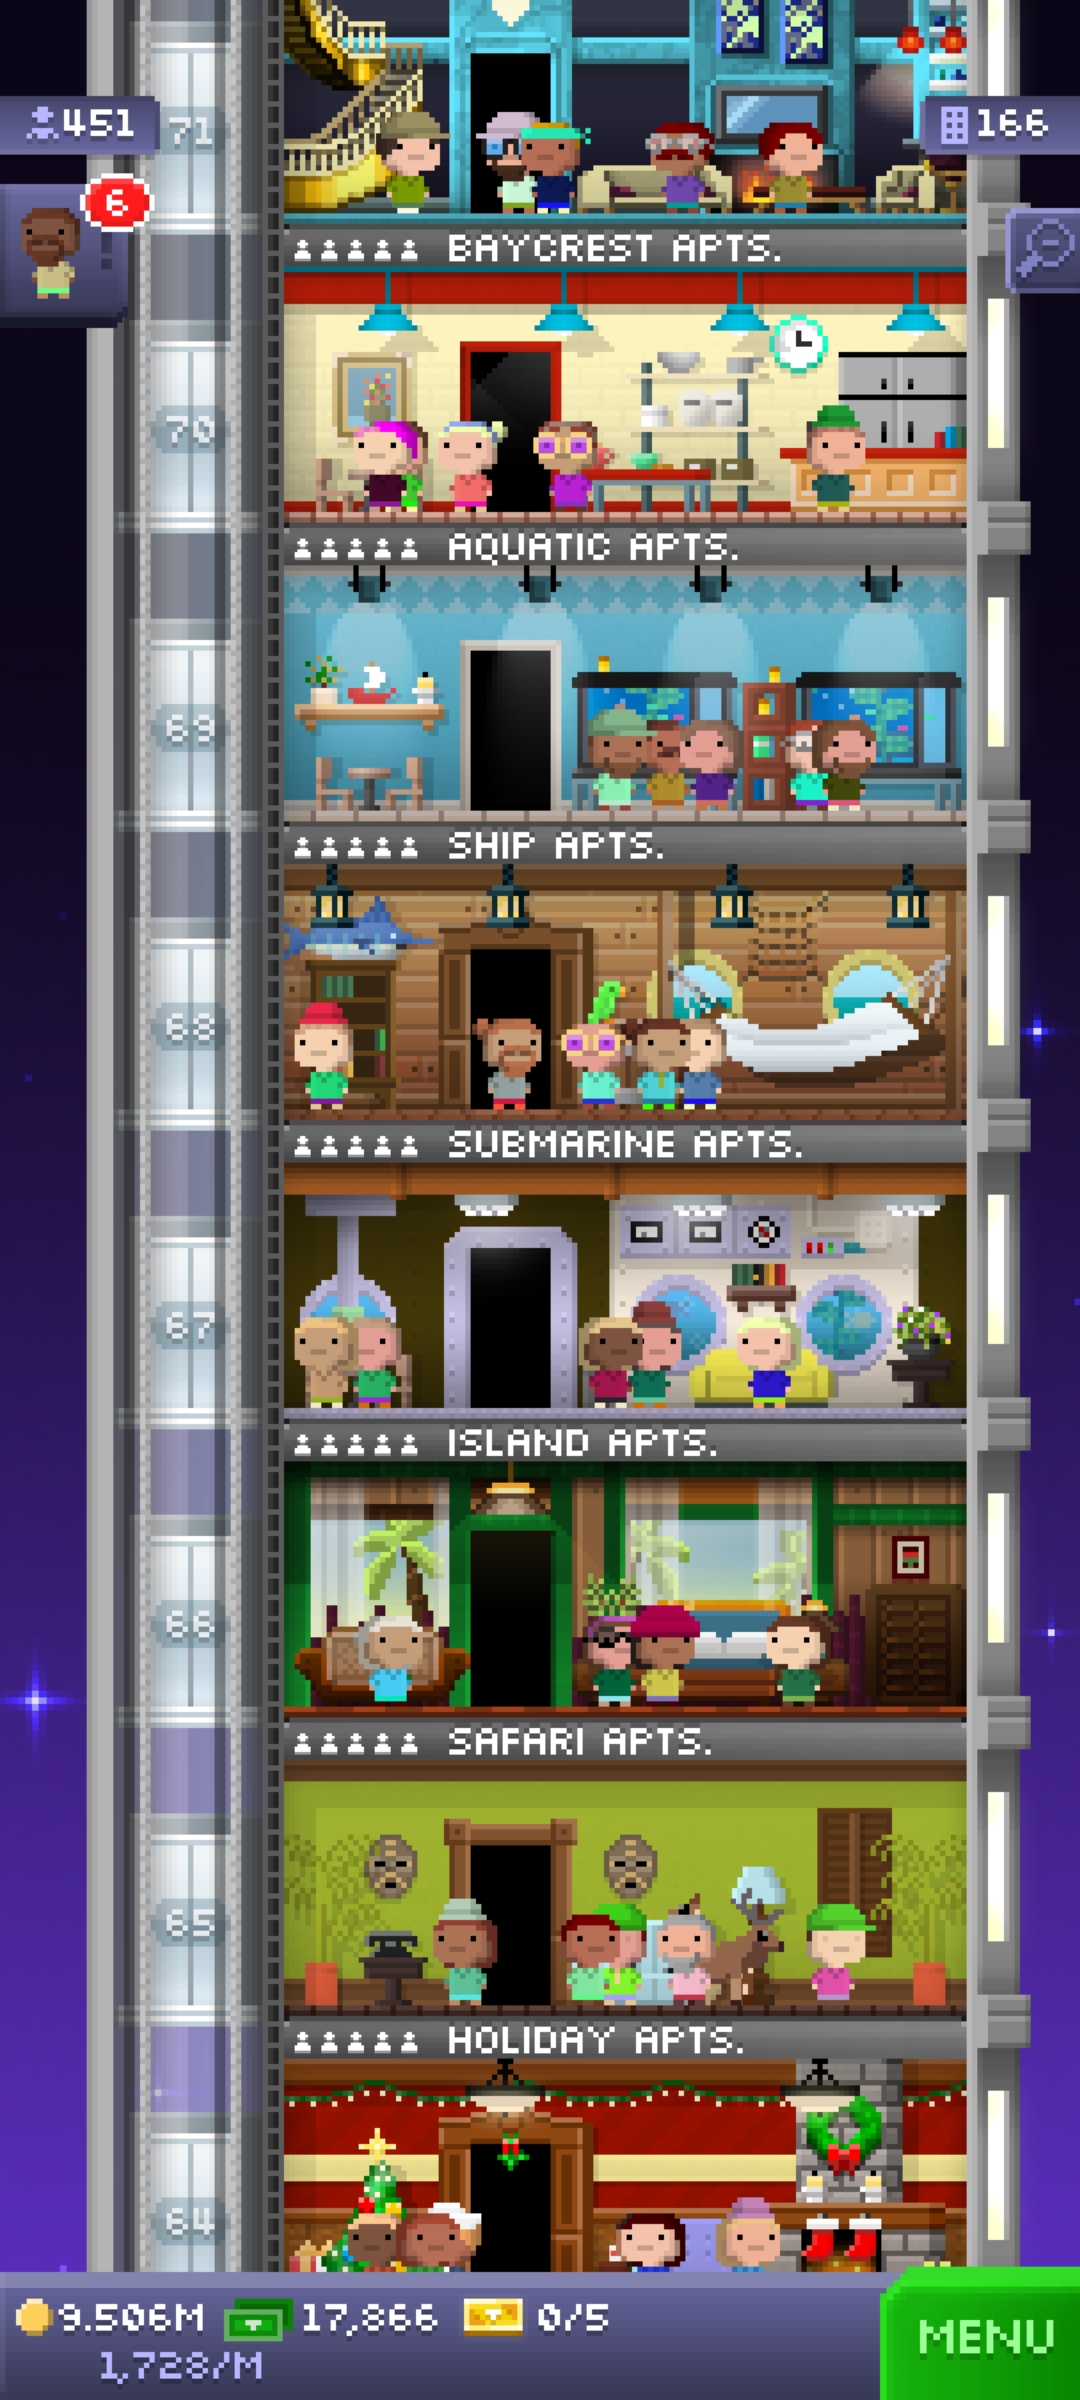 451
71
166
6
BAYCREST APTS.
70
AQUATIC APTS.
69
SHIP APTS.
68
SUBMARINE APTS.
67
ISLAND APTS.
66
SAFARI APTS.
65
HOLIDAY APTS.
64
9.506M 17,866 0/5
1,728/M
MENU